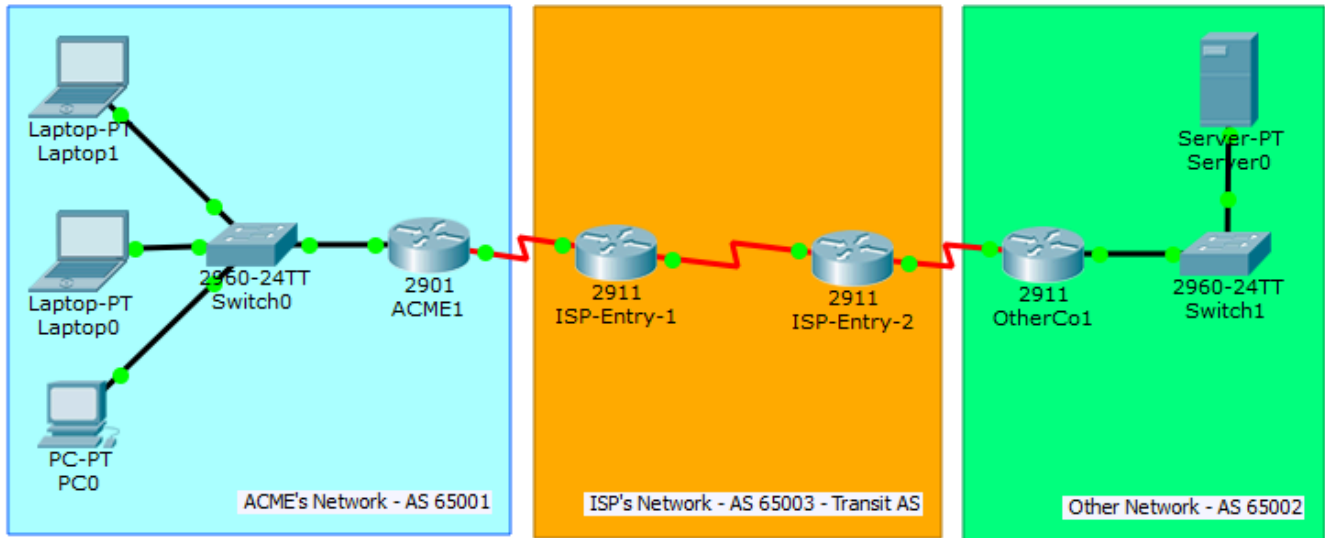 Laptop-PT
Laptop1
Laptop-PT
Laptop0
PC-PT
PC0
2960-24TT
Switch0
2901
ACME1
ACME's Network - AS 65001
2911
ISP-Entry-1
2911
ISP-Entry-2
ISP's Network - AS 65003 - Transit AS
Server-PT
Server0
2911
OtherCo1
2960-24TT
Switch1
Other Network - AS 65002